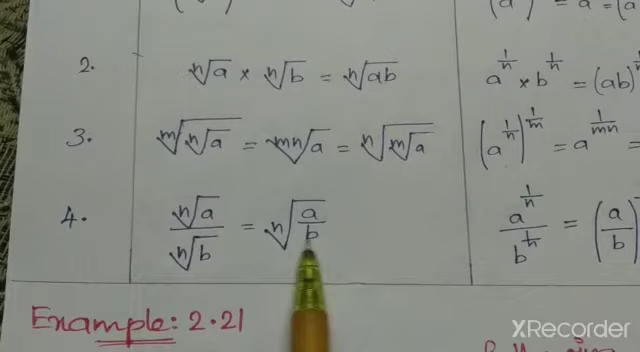 2. ⁿ√a × ⁿ√b = ⁿ√ab a^(1/n) × b^(1/n) = (ab)
3. ᵐ√(ⁿ√a) = ᵐⁿ√a = ⁿ√(ᵐ√a) (a^(1/n))^(1/m) = a^(1/mn) =
4. ⁿ√a / ⁿ√b = ⁿ√(a/b) a^(1/n) / b^(1/n) = (a/b)
Example: 2.21
XRecorder